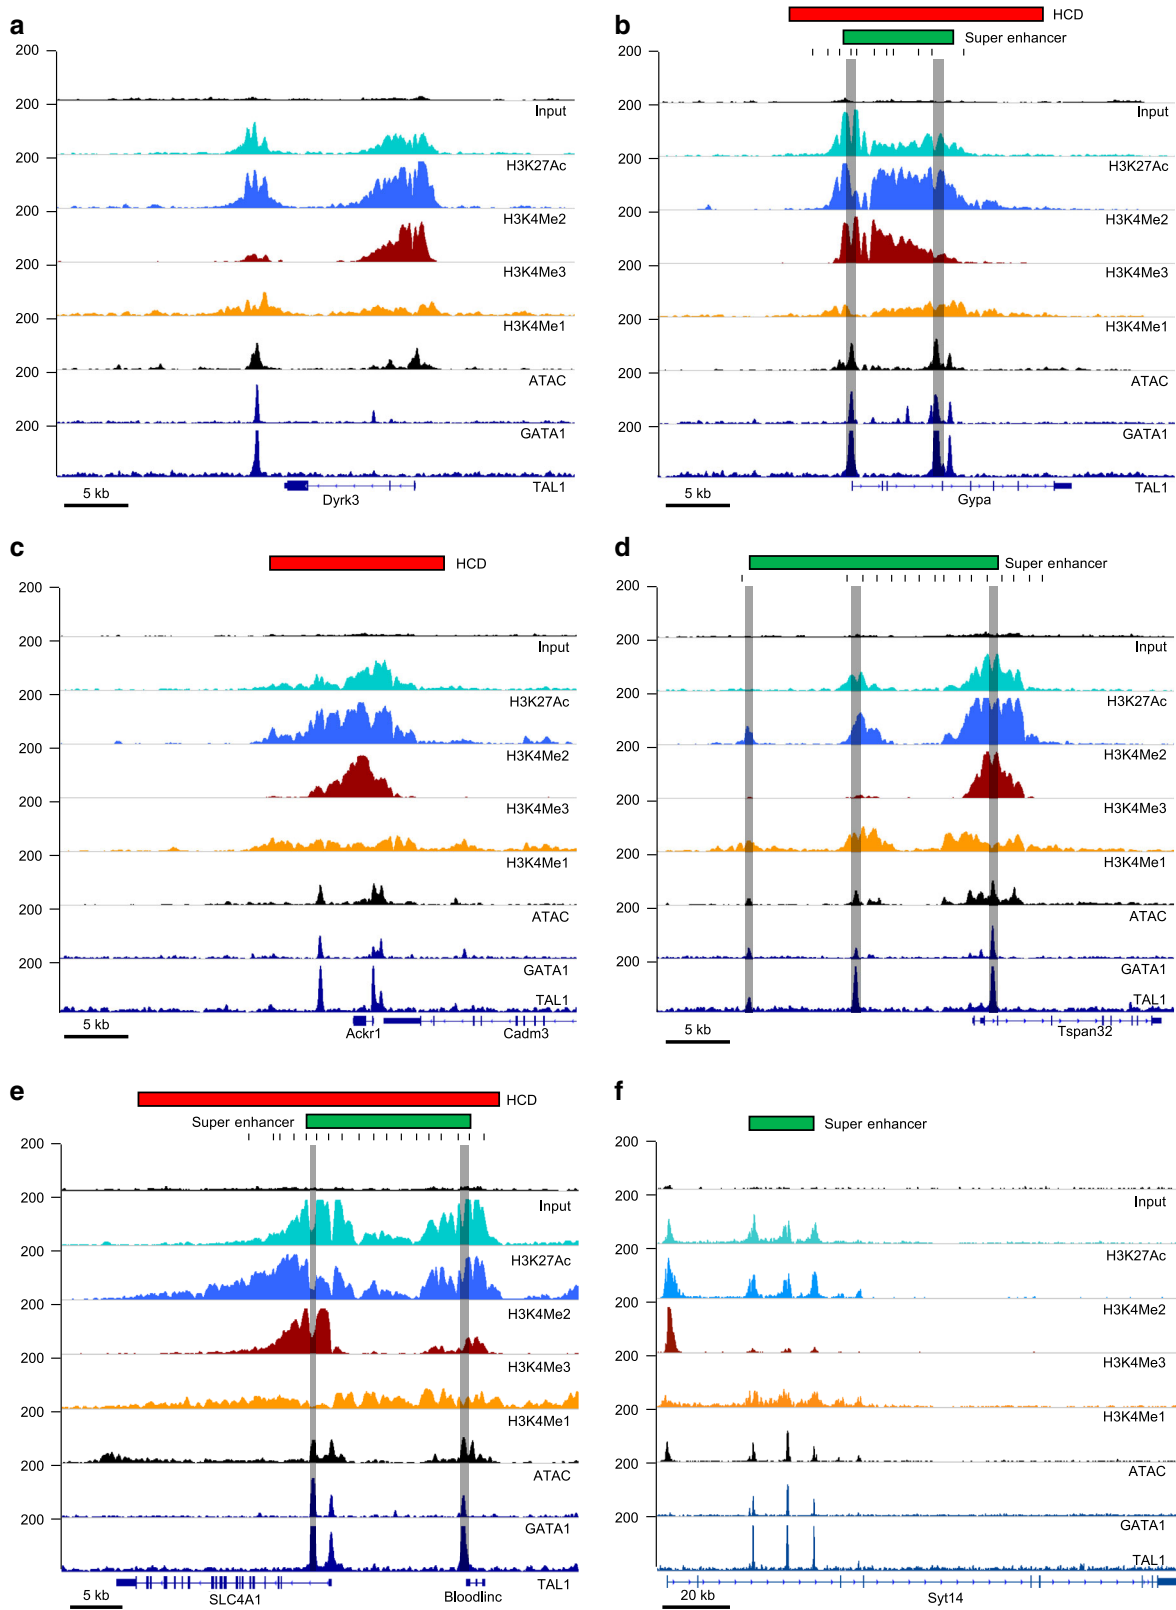 a
200
200
Input
200
H3K27Ac
200
H3K4Me2
200
H3K4Me3
200
H3K4Me1
200
ATAC
200
GATA1
TAL1
5 kb
Dyrk3
b
HCD
Super enhancer
200
200
Input
200
H3K27Ac
200
H3K4Me2
200
H3K4Me3
200
H3K4Me1
200
ATAC
200
GATA1
TAL1
5 kb
Gypa
c
HCD
200
200
Input
200
H3K27Ac
200
H3K4Me2
200
H3K4Me3
200
H3K4Me1
200
ATAC
200
GATA1
TAL1
5 kb
Ackr1
Cadm3
d
Super enhancer
200
200
Input
200
H3K27Ac
200
H3K4Me2
200
H3K4Me3
200
H3K4Me1
200
ATAC
200
GATA1
TAL1
5 kb
Tspan32
e
HCD
Super enhancer
200
200
Input
200
H3K27Ac
200
H3K4Me2
200
H3K4Me3
200
H3K4Me1
200
ATAC
200
GATA1
TAL1
5 kb
SLC4A1
Bloodlinc
f
Super enhancer
200
200
Input
200
H3K27Ac
200
H3K4Me2
200
H3K4Me3
200
H3K4Me1
200
ATAC
200
GATA1
TAL1
20 kb
Syt14